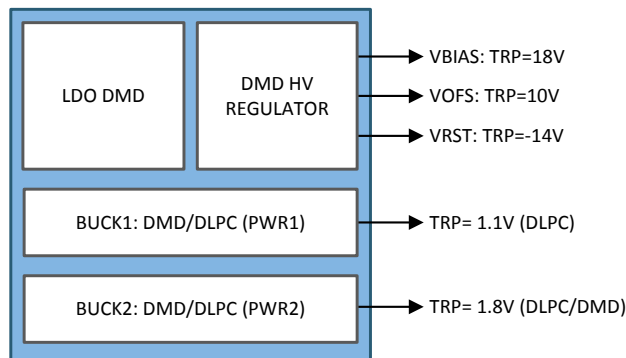 LDO DMD
DMD HV
REGULATOR
VBIAS: TRP=18V
VOFS: TRP=10V
VRST: TRP=-14V
BUCK1: DMD/DLPC (PWR1)
TRP= 1.1V (DLPC)
BUCK2: DMD/DLPC (PWR2)
TRP= 1.8V (DLPC/DMD)